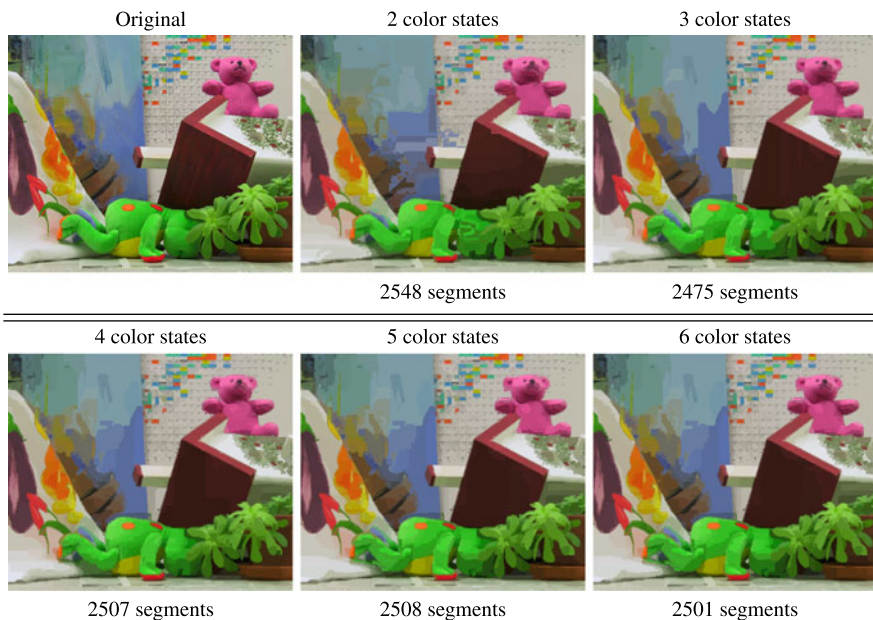 Original
2 color states
3 color states
2548 segments
2475 segments
4 color states
5 color states
6 color states
2507 segments
2508 segments
2501 segments